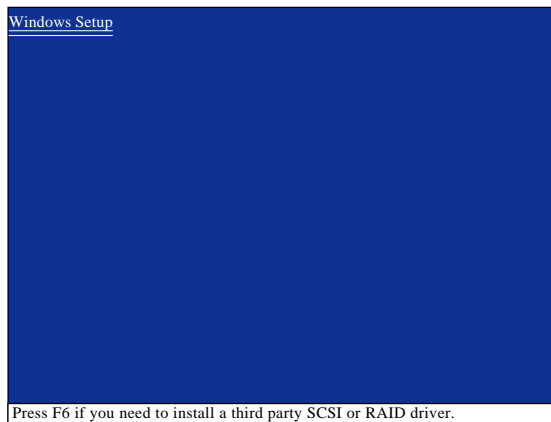 Windows Setup
Press F6 if you need to install a third party SCSI or RAID driver.